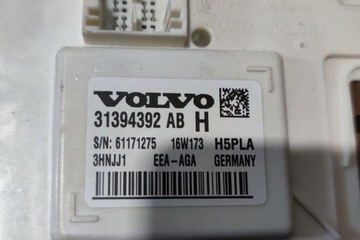 VOLVO
31394392 AB H
S/N: 61171275 16W173 H5PLA
3HNJJ1 EEA-AGA GERMANY